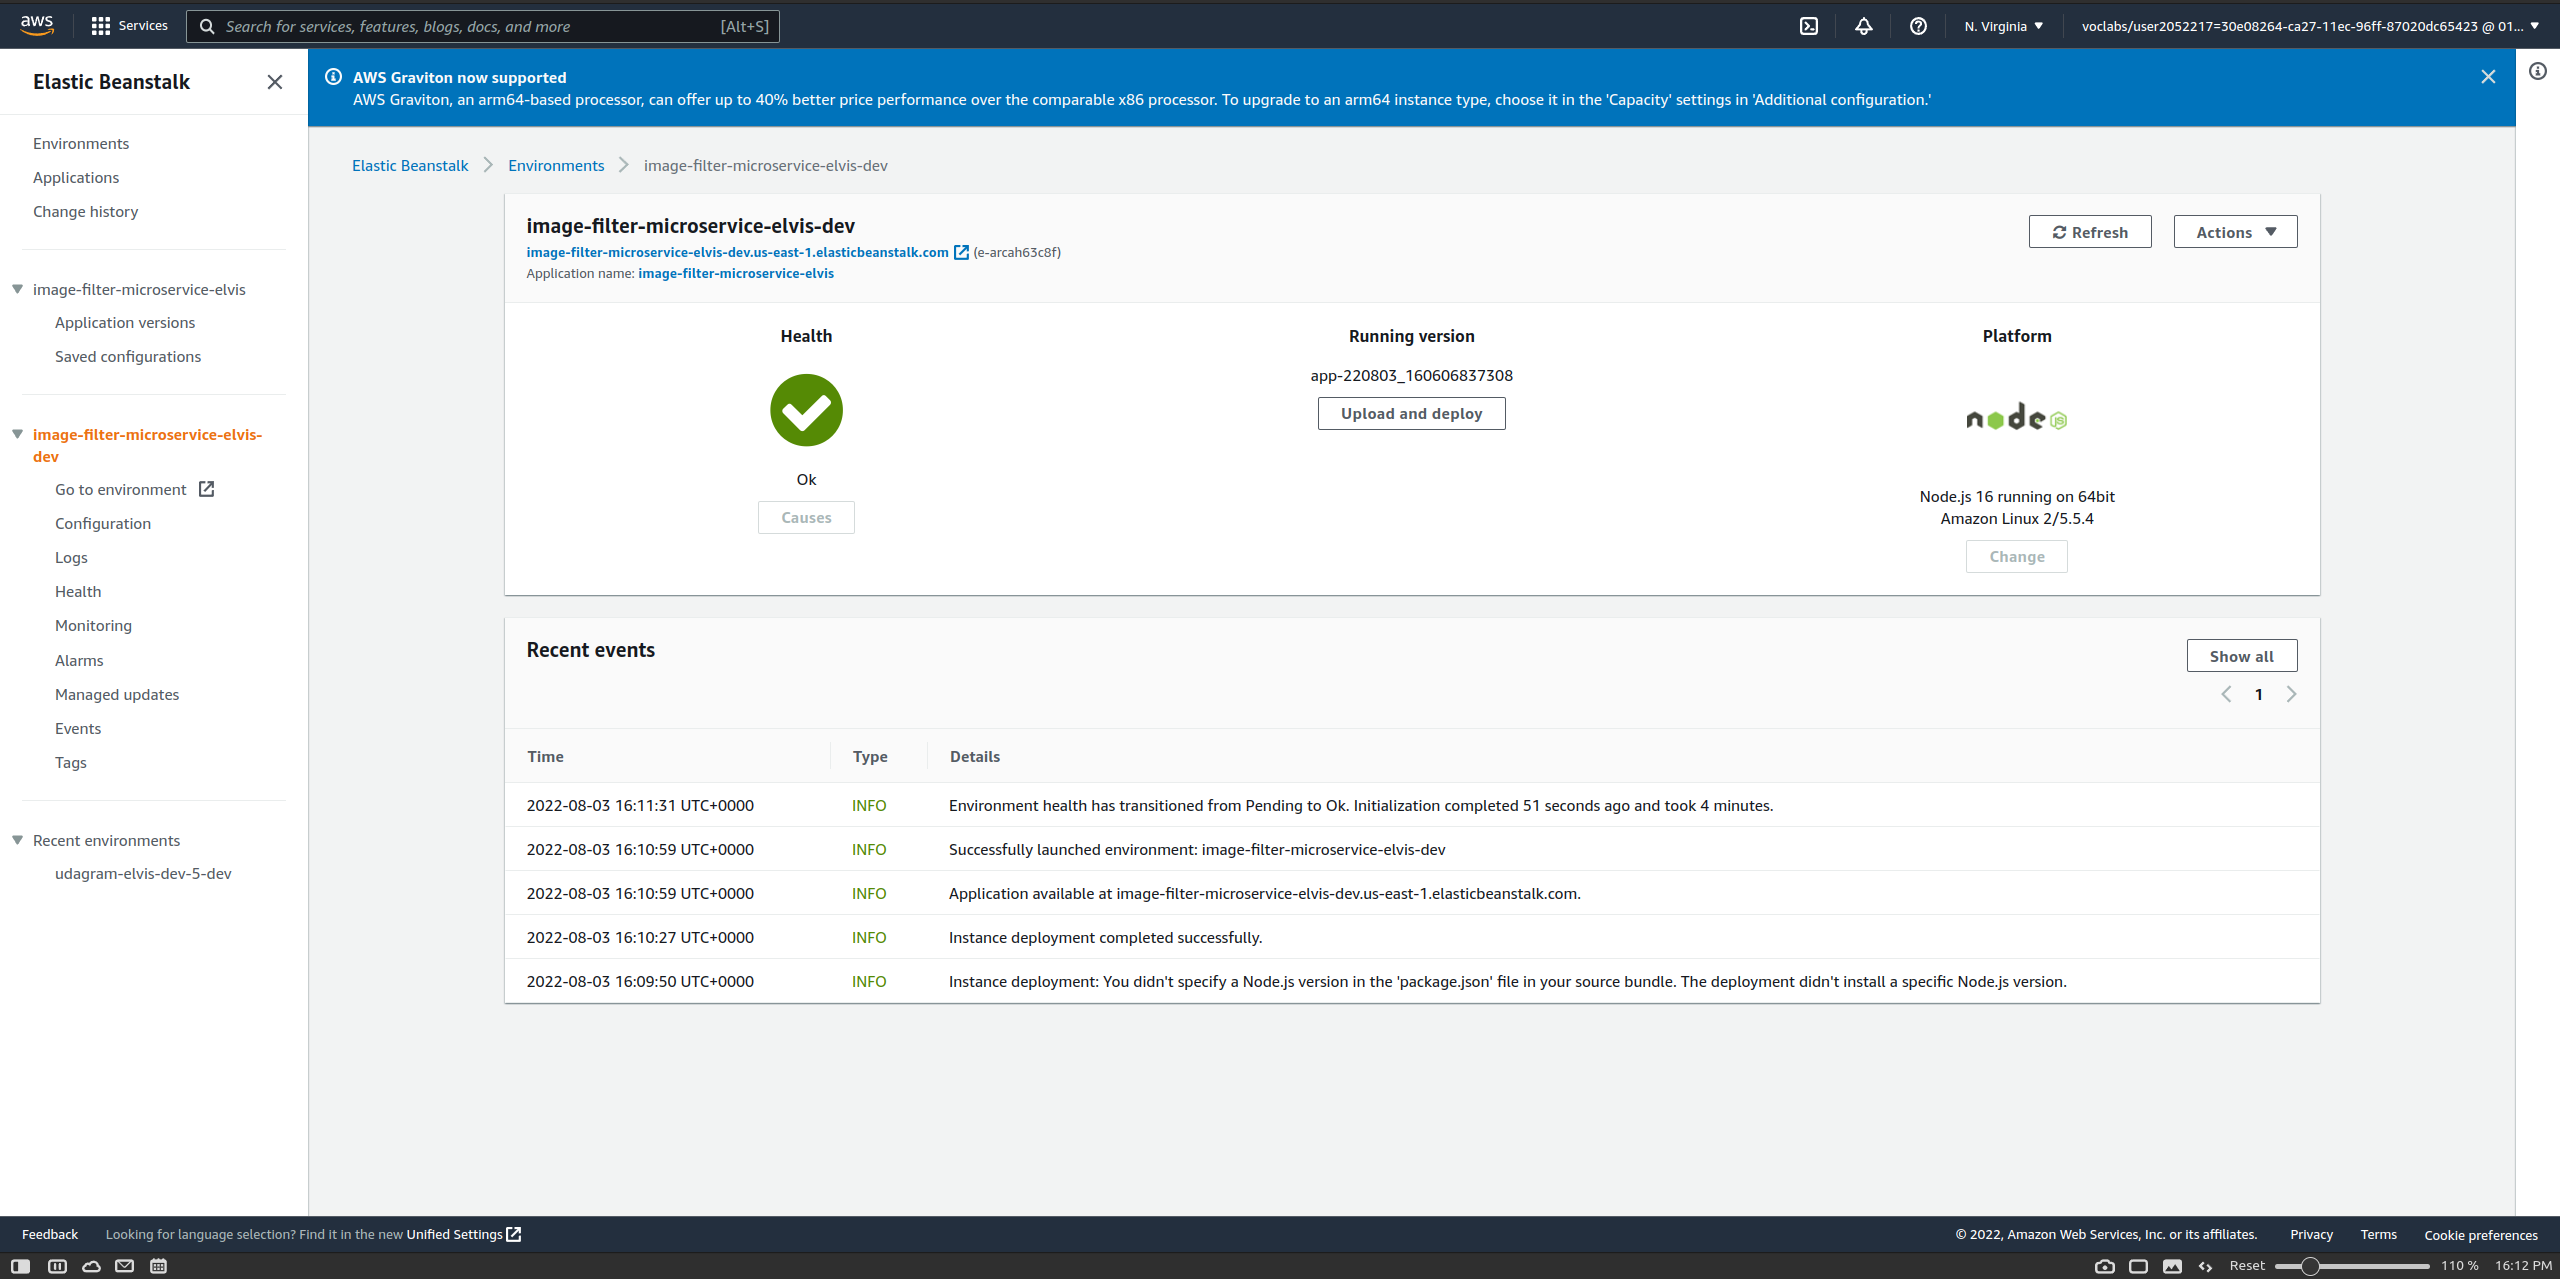 aws
Services
Search for services, features, blogs, docs, and more
[Alt+S]
N. Virginia
voclabs/user2052217=30e08264-ca27-11ec-96ff-87020dc65423 @ 01...
Elastic Beanstalk
Environments
Applications
Change history
image-filter-microservice-elvis
Application versions
Saved configurations
image-filter-microservice-elvis-
dev
Go to environment
Configuration
Logs
Health
Monitoring
Alarms
Managed updates
Events
Tags
Recent environments
udagram-elvis-dev-5-dev
AWS Graviton now supported
AWS Graviton, an arm64-based processor, can offer up to 40% better price performance over the comparable x86 processor. To upgrade to an arm64 instance type, choose it in the 'Capacity' settings in 'Additional configuration.'
Elastic Beanstalk
Environments
image-filter-microservice-elvis-dev
image-filter-microservice-elvis-dev
image-filter-microservice-elvis-dev.us-east-1.elasticbeanstalk.com (e-arcah63c8f)
Application name: image-filter-microservice-elvis
Refresh
Actions
Health
Ok
Causes
Running version
app-220803_160606837308
Upload and deploy
Platform
node JS
Node.js 16 running on 64bit
Amazon Linux 2/5.5.4
Change
Recent events
Show all
1
Time Type Details
2022-08-03 16:11:31 UTC+0000 INFO Environment health has transitioned from Pending to Ok. Initialization completed 51 seconds ago and took 4 minutes.
2022-08-03 16:10:59 UTC+0000 INFO Successfully launched environment: image-filter-microservice-elvis-dev
2022-08-03 16:10:59 UTC+0000 INFO Application available at image-filter-microservice-elvis-dev.us-east-1.elasticbeanstalk.com.
2022-08-03 16:10:27 UTC+0000 INFO Instance deployment completed successfully.
2022-08-03 16:09:50 UTC+0000 INFO Instance deployment: You didn't specify a Node.js version in the 'package.json' file in your source bundle. The deployment didn't install a specific Node.js version.
Feedback
Looking for language selection? Find it in the new Unified Settings
© 2022, Amazon Web Services, Inc. or its affiliates.
Privacy
Terms
Cookie preferences
Reset
110 %
16:12 PM